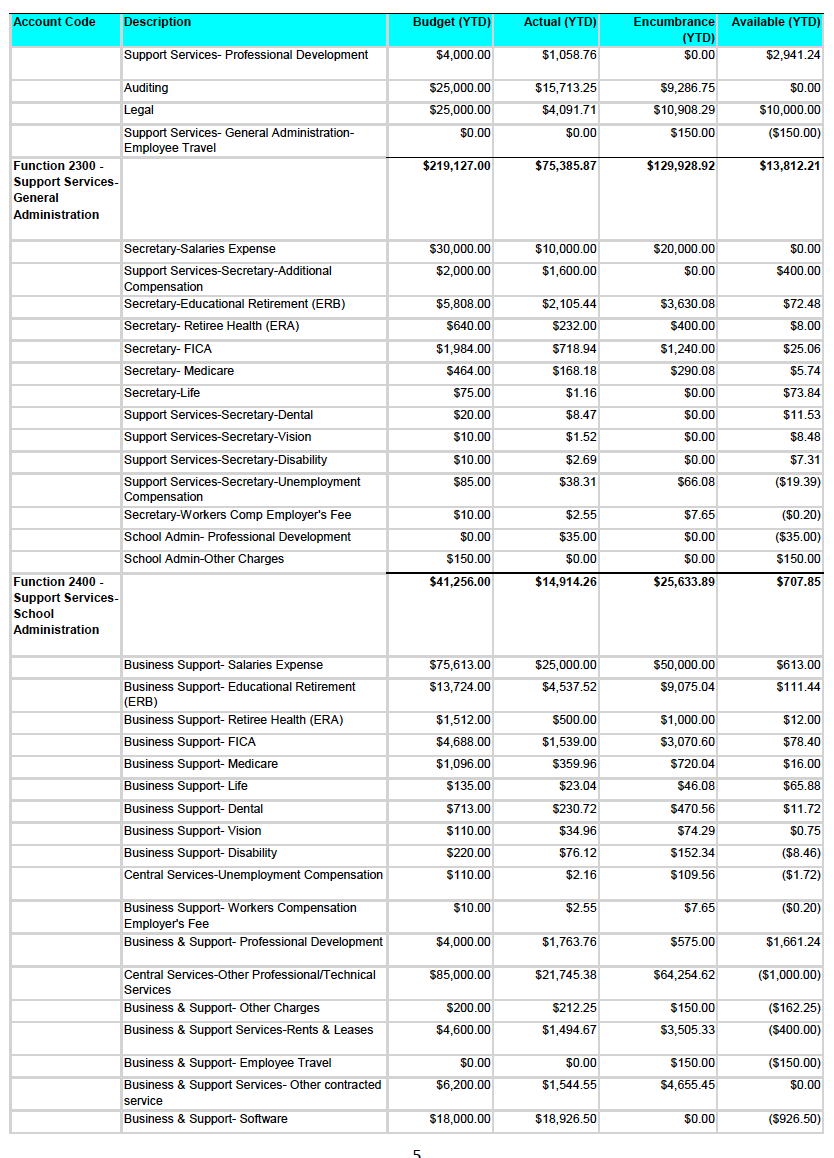 Account Code Description Budget (YTD) Actual (YTD) Encumbrance Available (YTD)
(YTD)
Support Services- Professional Development $4,000.00 $1,058.76 $0.00 $2,941.24
Auditing $25,000.00 $15,713.25 $9,286.75 $0.00
Legal $25,000.00 $4,091.71 $10,908.29 $10,000.00
Support Services- General Administration- $0.00 $0.00 $150.00 ($150.00)
Employee Travel
Function 2300 - $219,127.00 $75,385.87 $129,928.92 $13,812.21
Support Services-
General
Administration
Secretary-Salaries Expense $30,000.00 $10,000.00 $20,000.00 $0.00
Support Services-Secretary-Additional $2,000.00 $1,600.00 $0.00 $400.00
Compensation
Secretary-Educational Retirement (ERB) $5,808.00 $2,105.44 $3,630.08 $72.48
Secretary- Retiree Health (ERA) $640.00 $232.00 $400.00 $8.00
Secretary- FICA $1,984.00 $718.94 $1,240.00 $25.06
Secretary- Medicare $464.00 $168.18 $290.08 $5.74
Secretary-Life $75.00 $1.16 $0.00 $73.84
Support Services-Secretary-Dental $20.00 $8.47 $0.00 $11.53
Support Services-Secretary-Vision $10.00 $1.52 $0.00 $8.48
Support Services-Secretary-Disability $10.00 $2.69 $0.00 $7.31
Support Services-Secretary-Unemployment $85.00 $38.31 $66.08 ($19.39)
Compensation
Secretary-Workers Comp Employer's Fee $10.00 $2.55 $7.65 ($0.20)
School Admin- Professional Development $0.00 $35.00 $0.00 ($35.00)
School Admin-Other Charges $150.00 $0.00 $0.00 $150.00
Function 2400 - $41,256.00 $14,914.26 $25,633.89 $707.85
Support Services-
School
Administration
Business Support- Salaries Expense $75,613.00 $25,000.00 $50,000.00 $613.00
Business Support- Educational Retirement $13,724.00 $4,537.52 $9,075.04 $111.44
(ERB)
Business Support- Retiree Health (ERA) $1,512.00 $500.00 $1,000.00 $12.00
Business Support- FICA $4,688.00 $1,539.00 $3,070.60 $78.40
Business Support- Medicare $1,096.00 $359.96 $720.04 $16.00
Business Support- Life $135.00 $23.04 $46.08 $65.88
Business Support- Dental $713.00 $230.72 $470.56 $11.72
Business Support- Vision $110.00 $34.96 $74.29 $0.75
Business Support- Disability $220.00 $76.12 $152.34 ($8.46)
Central Services-Unemployment Compensation $110.00 $2.16 $109.56 ($1.72)
Business Support- Workers Compensation $10.00 $2.55 $7.65 ($0.20)
Employer's Fee
Business & Support- Professional Development $4,000.00 $1,763.76 $575.00 $1,661.24
Central Services-Other Professional/Technical $85,000.00 $21,745.38 $64,254.62 ($1,000.00)
Services
Business & Support- Other Charges $200.00 $212.25 $150.00 ($162.25)
Business & Support Services-Rents & Leases $4,600.00 $1,494.67 $3,505.33 ($400.00)
Business & Support- Employee Travel $0.00 $0.00 $150.00 ($150.00)
Business & Support Services- Other contracted $6,200.00 $1,544.55 $4,655.45 $0.00
service
Business & Support- Software $18,000.00 $18,926.50 $0.00 ($926.50)
5